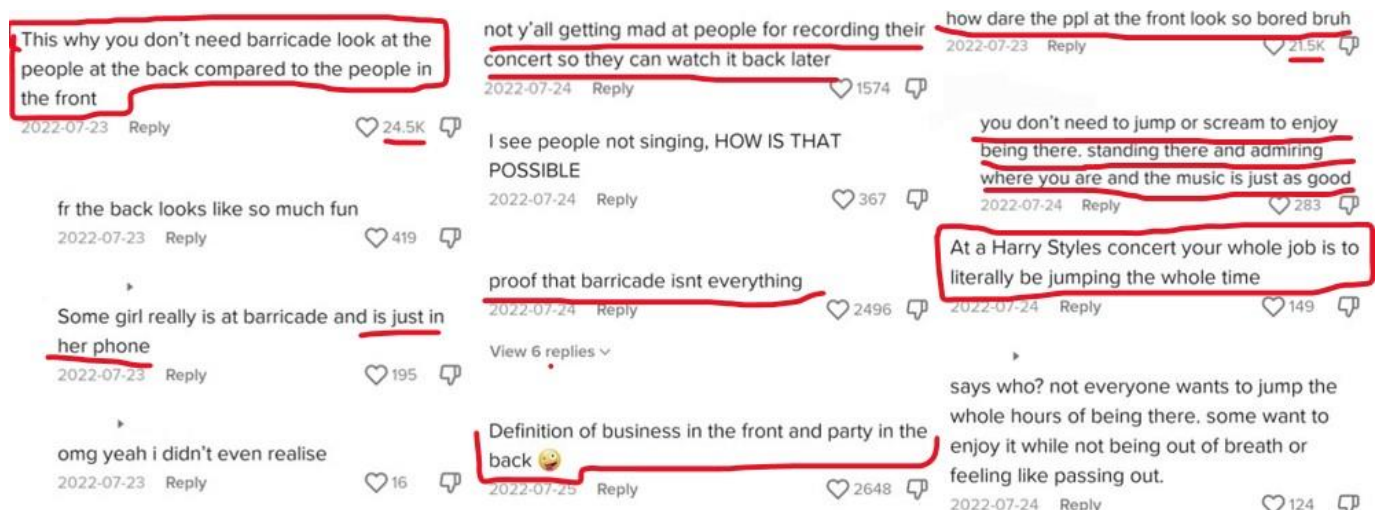 This why you don't need barricade look at the
people at the back compared to the people in
the front
2022-07-23 Reply 24.5K
fr the back looks like so much fun
2022-07-23 Reply 419
Some girl really is at barricade and is just in
her phone
2022-07-23 Reply 195
omg yeah i didn't even realise
2022-07-23 Reply 16
not y'all getting mad at people for recording their
concert so they can watch it back later
2022-07-24 Reply 1574
I see people not singing, HOW IS THAT
POSSIBLE
2022-07-24 Reply 367
proof that barricade isnt everything
2022-07-24 Reply 2496
View 6 replies
Definition of business in the front and party in the
back 🤪
2022-07-25 Reply 2648
how dare the ppl at the front look so bored bruh
2022-07-23 Reply 21.5K
you don't need to jump or scream to enjoy
being there. standing there and admiring
where you are and the music is just as good
2022-07-24 Reply 283
At a Harry Styles concert your whole job is to
literally be jumping the whole time
2022-07-24 Reply 149
says who? not everyone wants to jump the
whole hours of being there. some want to
enjoy it while not being out of breath or
feeling like passing out.
2022-07-24 Reply 124